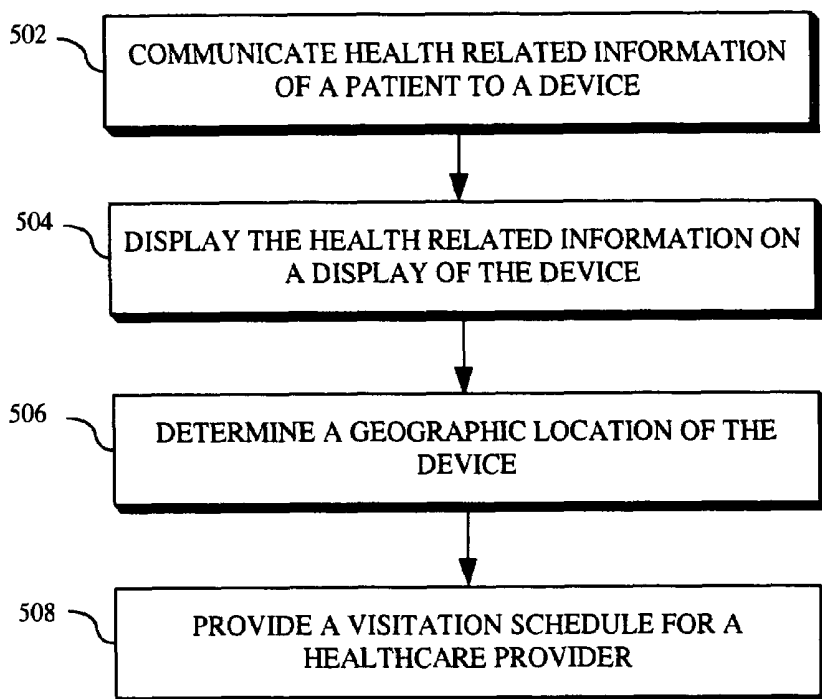 502
COMMUNICATE HEALTH RELATED INFORMATION
OF A PATIENT TO A DEVICE
504
DISPLAY THE HEALTH RELATED INFORMATION ON
A DISPLAY OF THE DEVICE
506
DETERMINE A GEOGRAPHIC LOCATION OF THE
DEVICE
508
PROVIDE A VISITATION SCHEDULE FOR A
HEALTHCARE PROVIDER